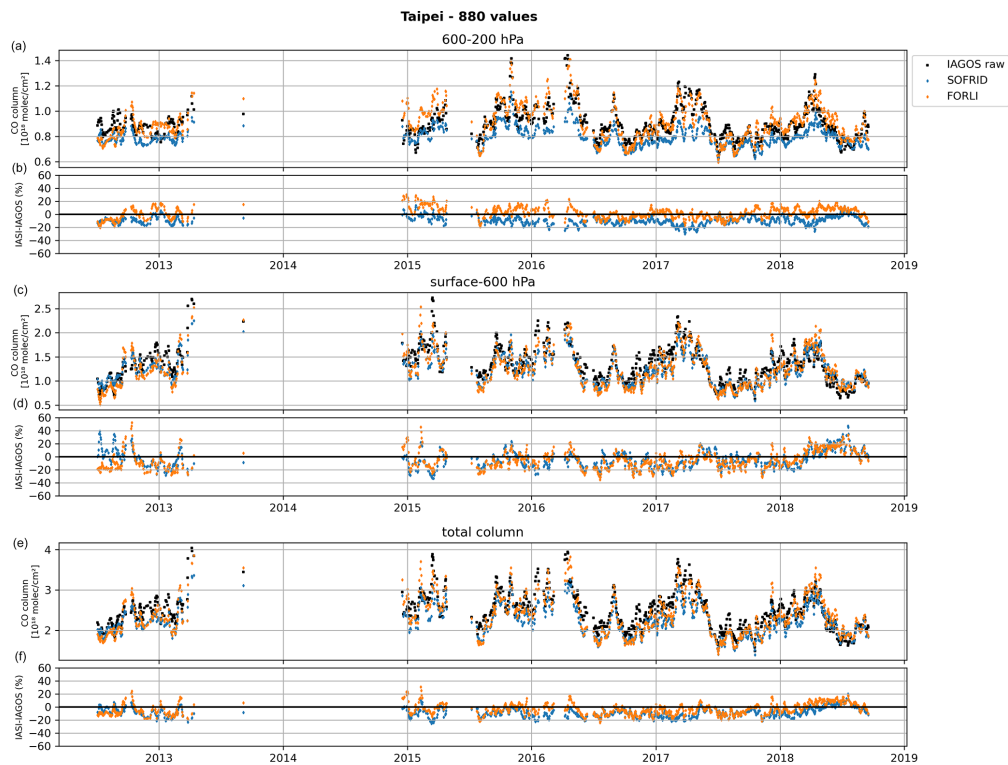 Taipei - 880 values
(a)
600-200 hPa
CO column
[10¹⁸ molec/cm²]
1.4
1.2
1.0
0.8
0.6
IAGOS raw
SOFRID
FORLI
(b)
IASI-IAGOS (%)
60
40
20
0
−20
−40
−60
2013 2014 2015 2016 2017 2018 2019
(c)
surface-600 hPa
CO column
[10¹⁸ molec/cm²]
2.5
2.0
1.5
1.0
0.5
(d)
IASI-IAGOS (%)
60
40
20
0
−20
−40
−60
2013 2014 2015 2016 2017 2018 2019
(e)
total column
CO column
[10¹⁸ molec/cm²]
4
3
2
(f)
IASI-IAGOS (%)
60
40
20
0
−20
−40
−60
2013 2014 2015 2016 2017 2018 2019